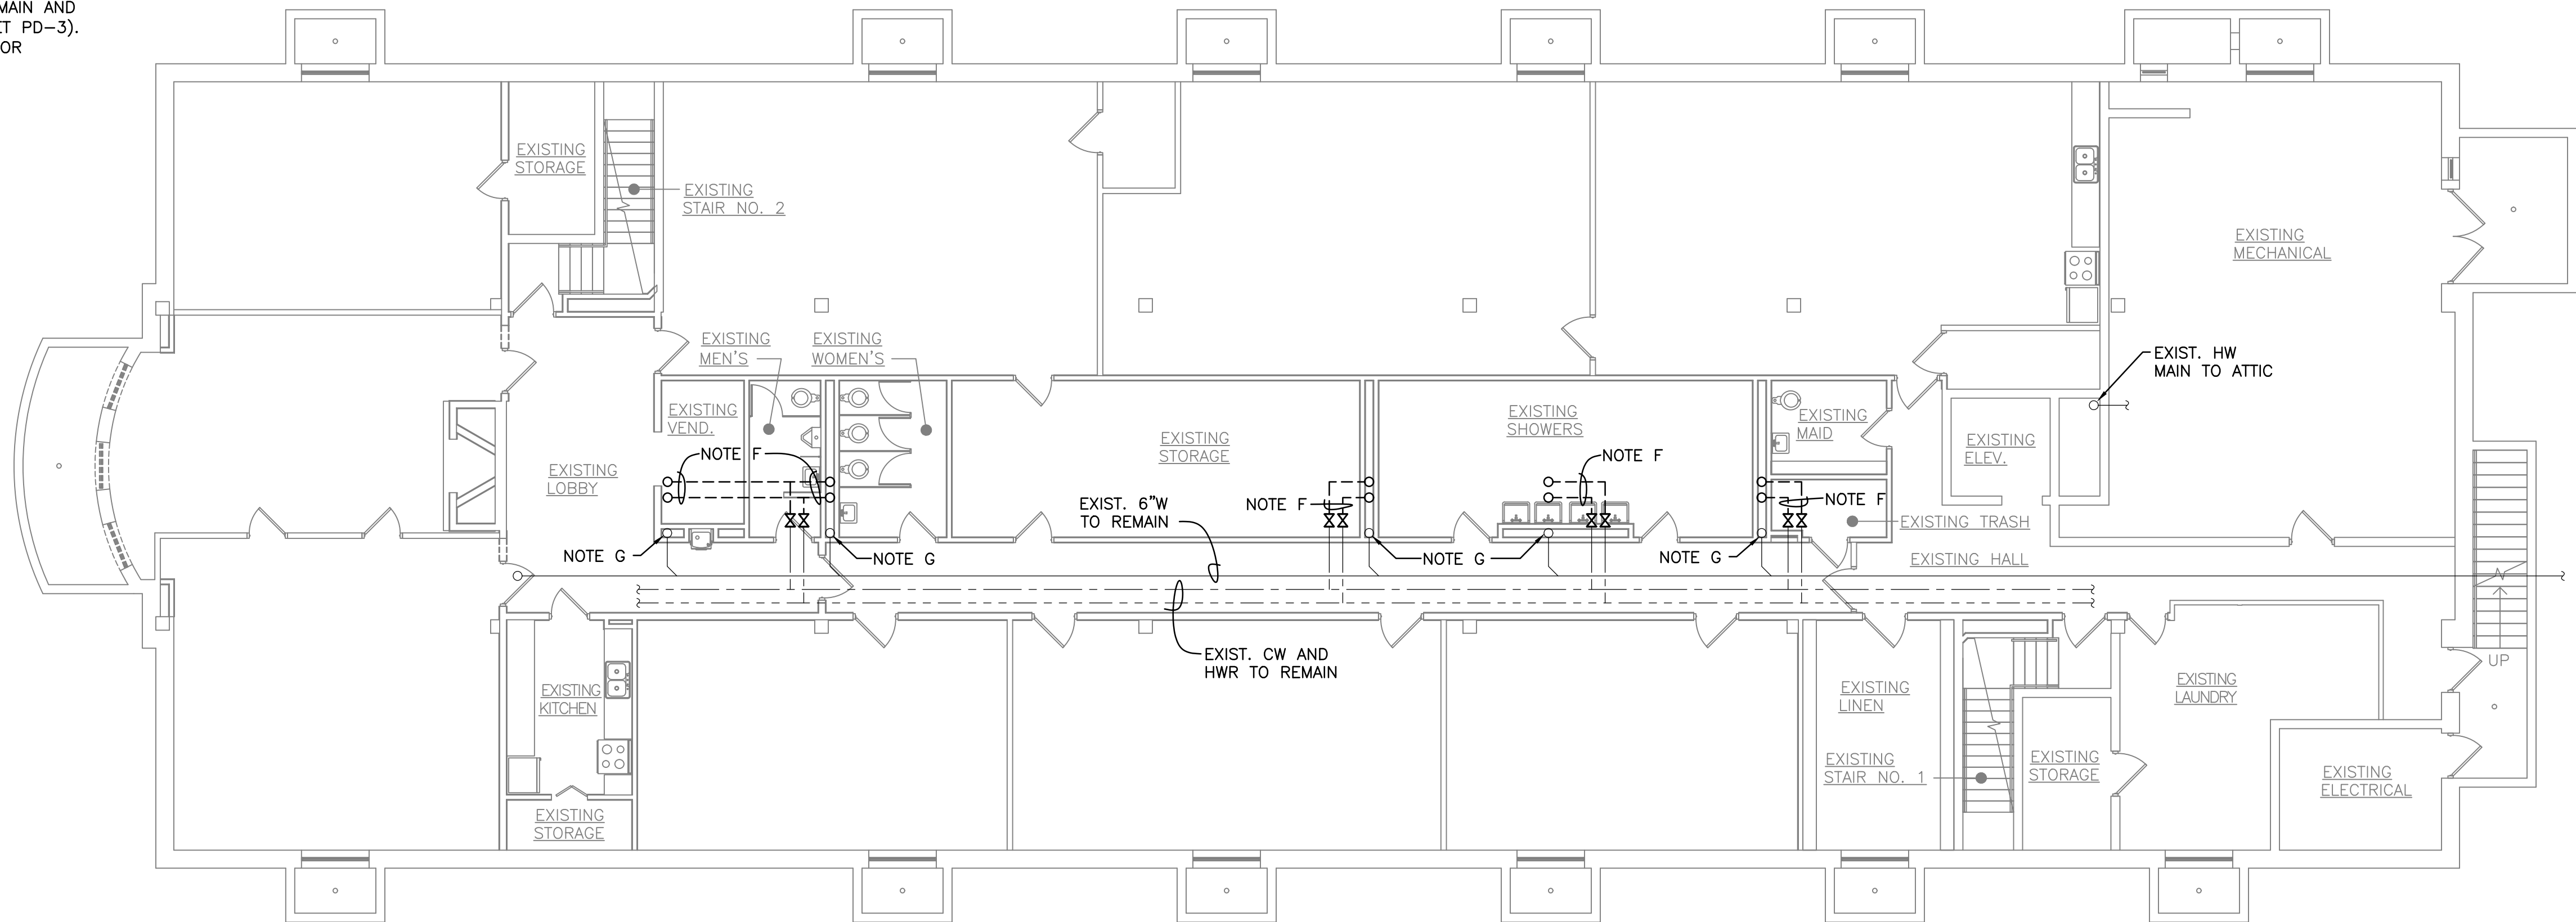 MAIN AND
ET PD-3).
OR
EXISTING
STORAGE
EXISTING
STAIR NO. 2
EXISTING
MECHANICAL
EXISTING
MEN'S
EXISTING
WOMEN'S
EXIST. HW
MAIN TO ATTIC
EXISTING
VEND.
EXISTING
STORAGE
EXISTING
SHOWERS
EXISTING
MAID
EXISTING
ELEV.
EXISTING
LOBBY
NOTE F
NOTE F
NOTE F
NOTE F
EXIST. 6"W
TO REMAIN
EXISTING TRASH
NOTE G
NOTE G
NOTE G
NOTE G
EXISTING HALL
EXIST. CW AND
HWR TO REMAIN
UP
EXISTING
KITCHEN
EXISTING
LINEN
EXISTING
LAUNDRY
EXISTING
STAIR NO. 1
EXISTING
STORAGE
EXISTING
ELECTRICAL
EXISTING
STORAGE